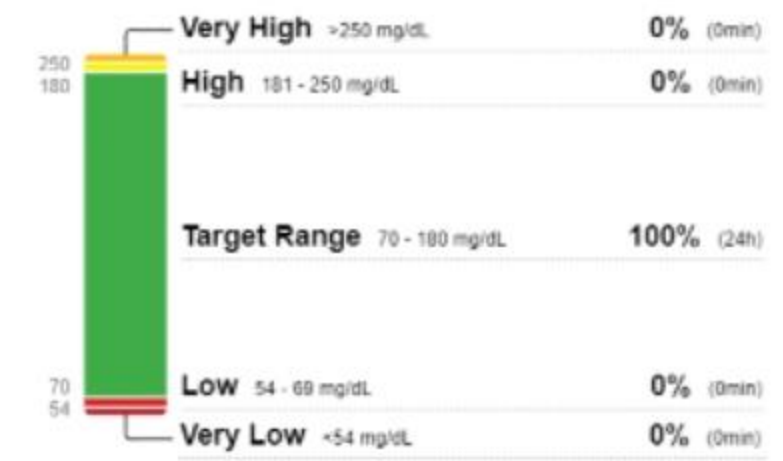 Very High >250 mg/dL 0% (0min)
250
180
High 181 - 250 mg/dL 0% (0min)
Target Range 70 - 180 mg/dL 100% (24h)
70
54
Low 54 - 69 mg/dL 0% (0min)
Very Low <54 mg/dL 0% (0min)